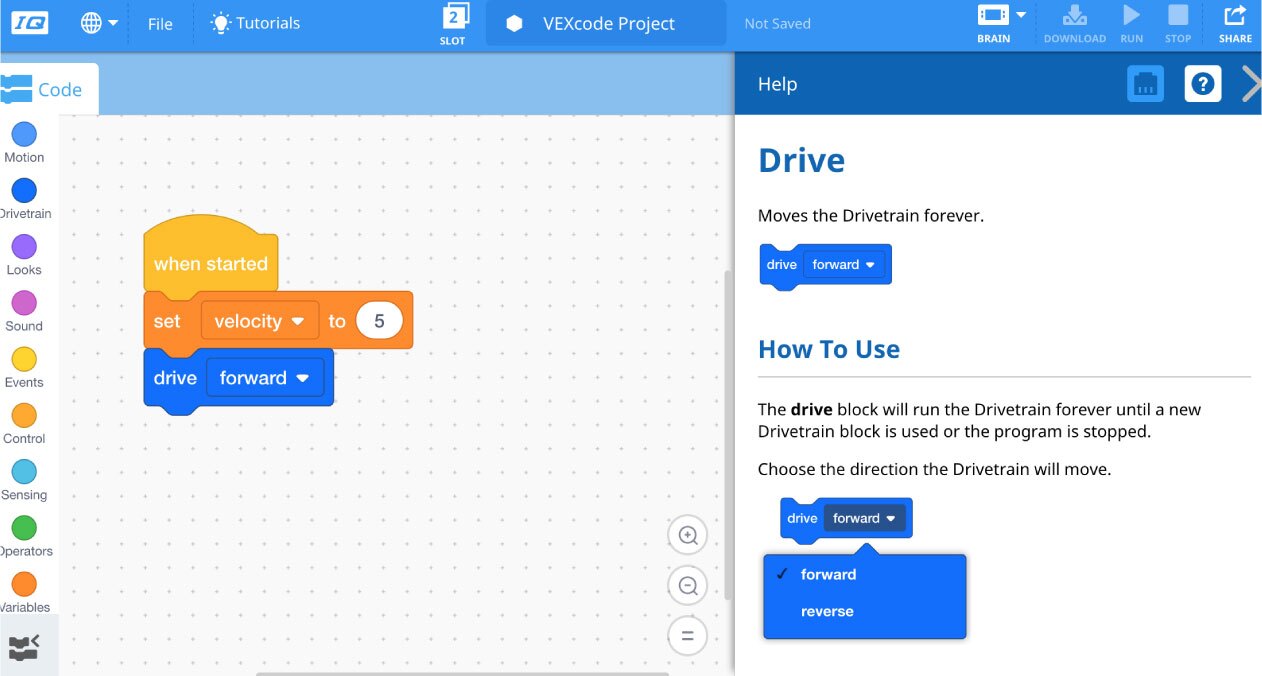 IQ
File
Tutorials
2
SLOT
VEXcode Project
Not Saved
BRAIN
DOWNLOAD
RUN
STOP
SHARE
Code
Help
?
Motion
Drivetrain
Looks
Sound
Events
Control
Sensing
Operators
Variables
when started
set velocity to 5
drive forward
=
Drive
Moves the Drivetrain forever.
drive forward
How To Use
The drive block will run the Drivetrain forever until a new
Drivetrain block is used or the program is stopped.
Choose the direction the Drivetrain will move.
drive forward
✓ forward
reverse